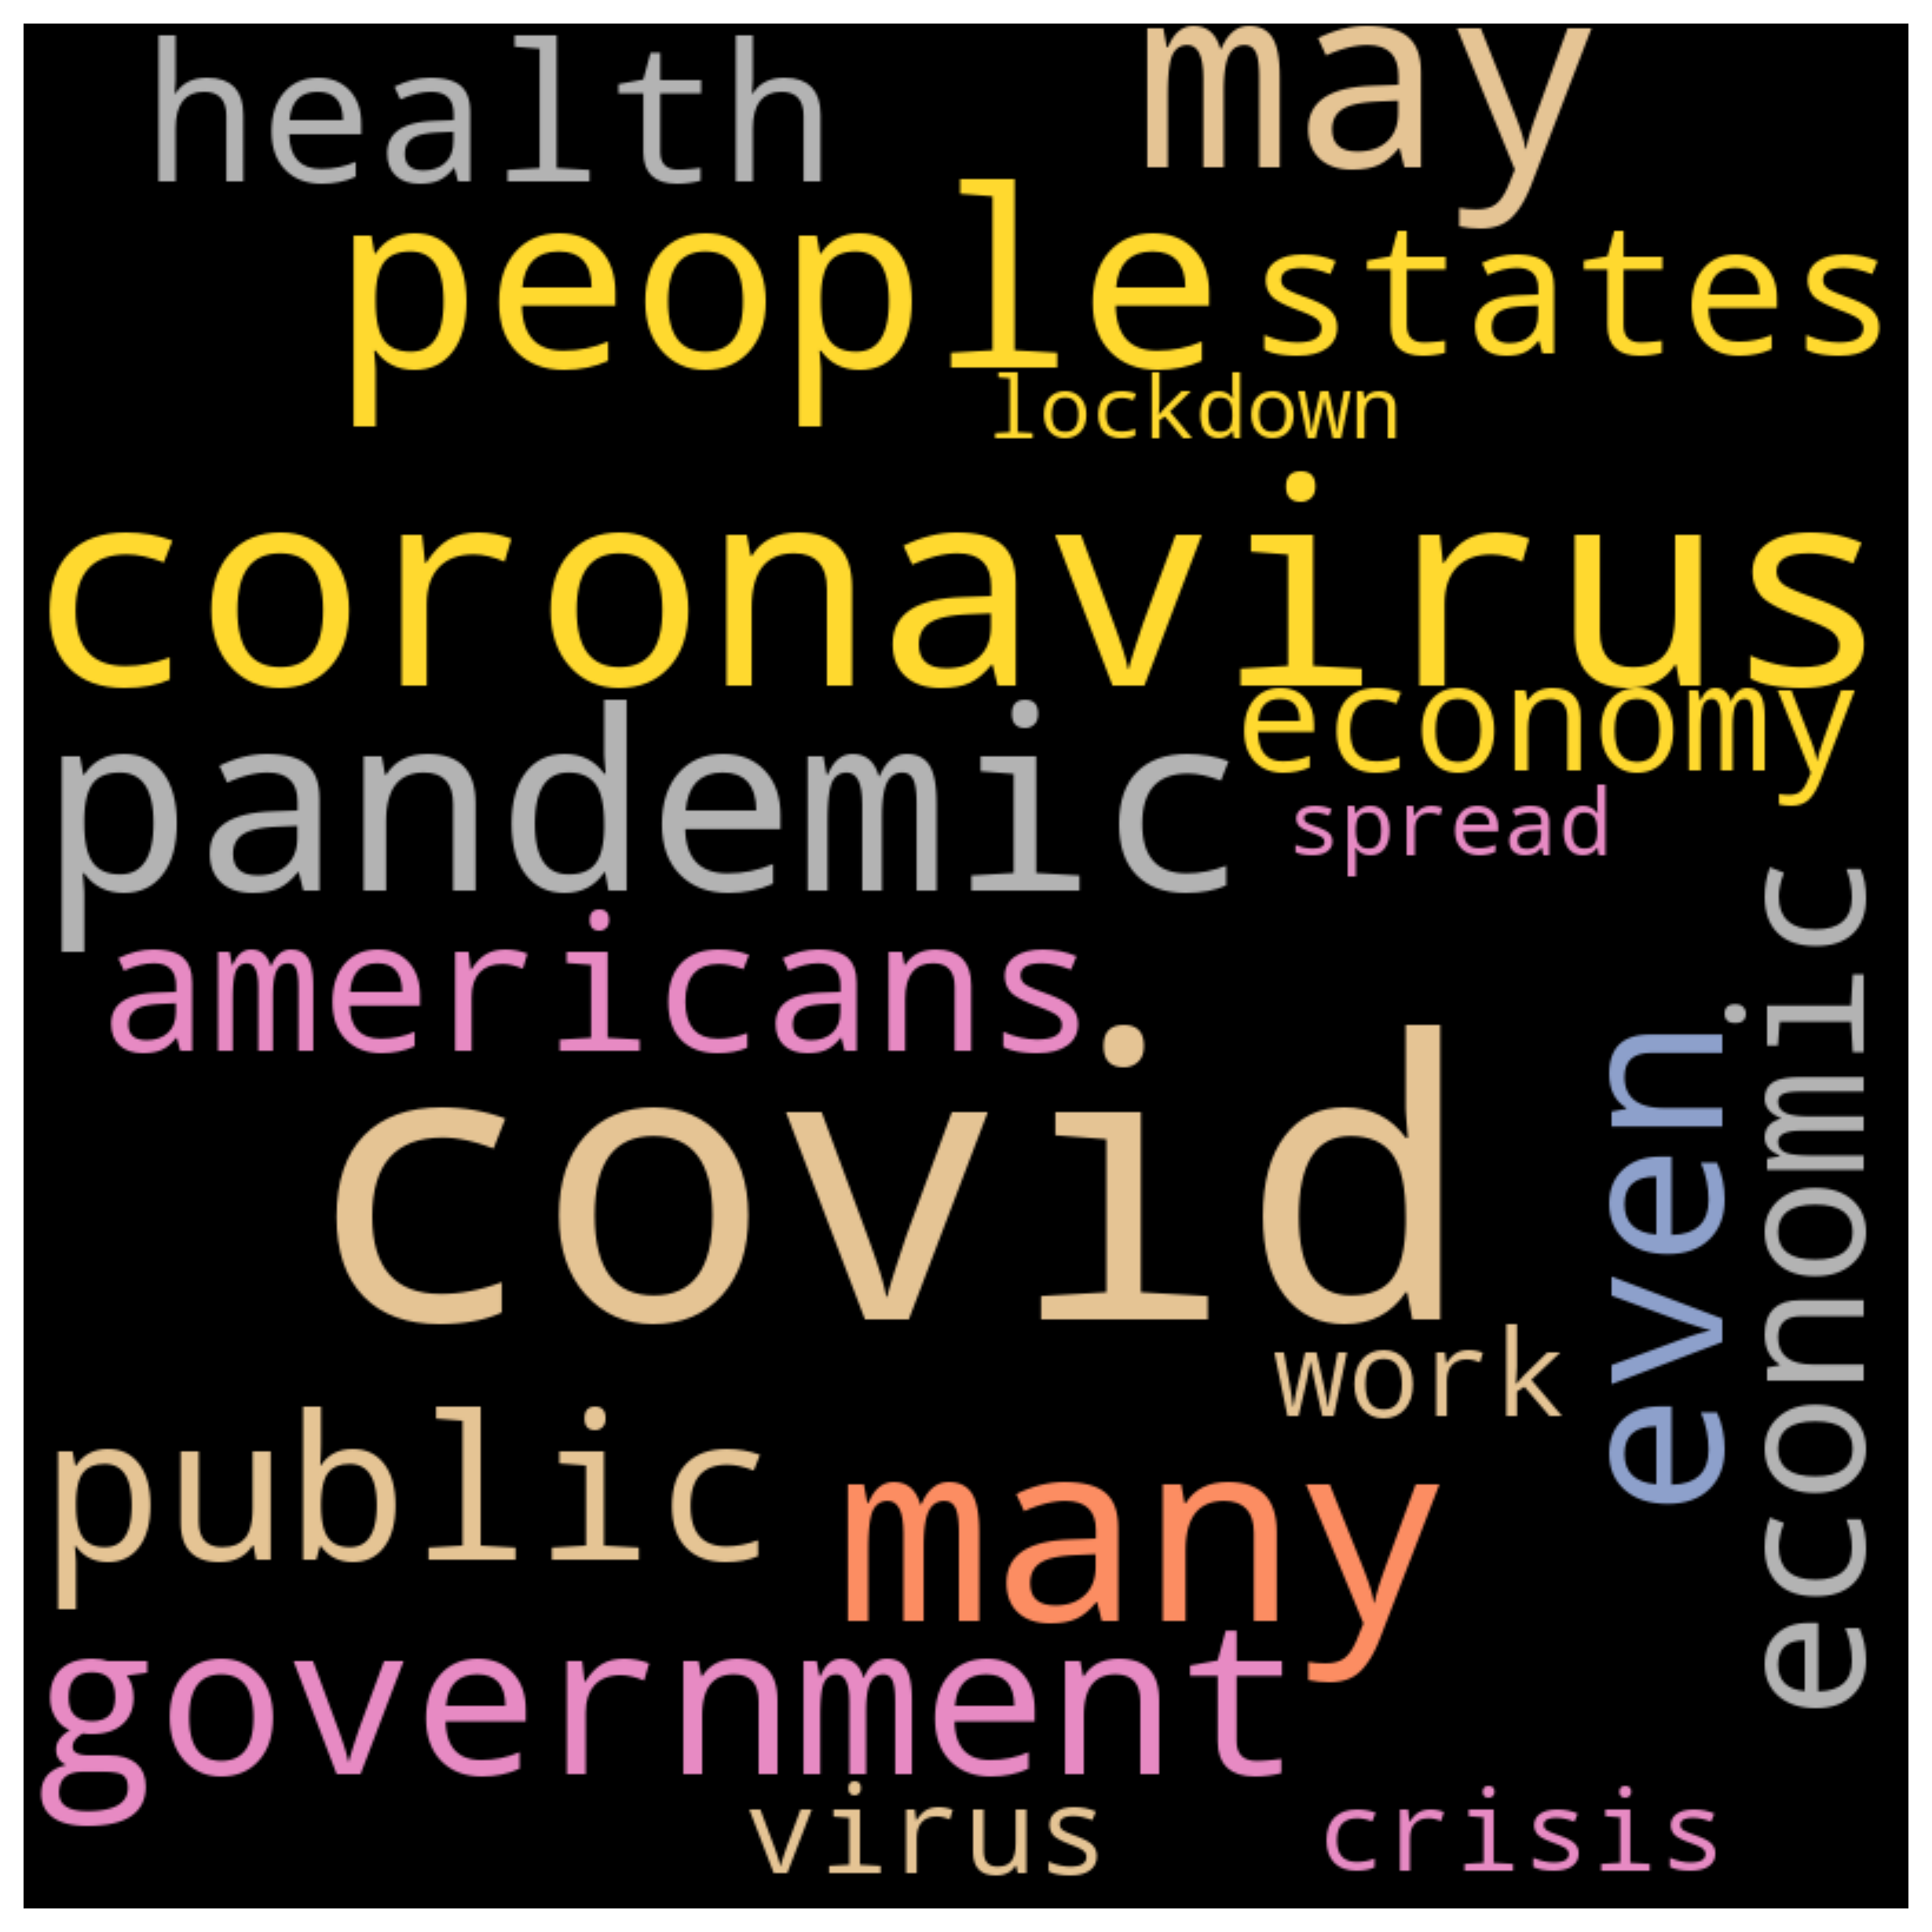 health
may
people
states
lockdown
coronavirus
economy
pandemic
spread
americans
economic
even
covid
work
public
many
government
virus
crisis